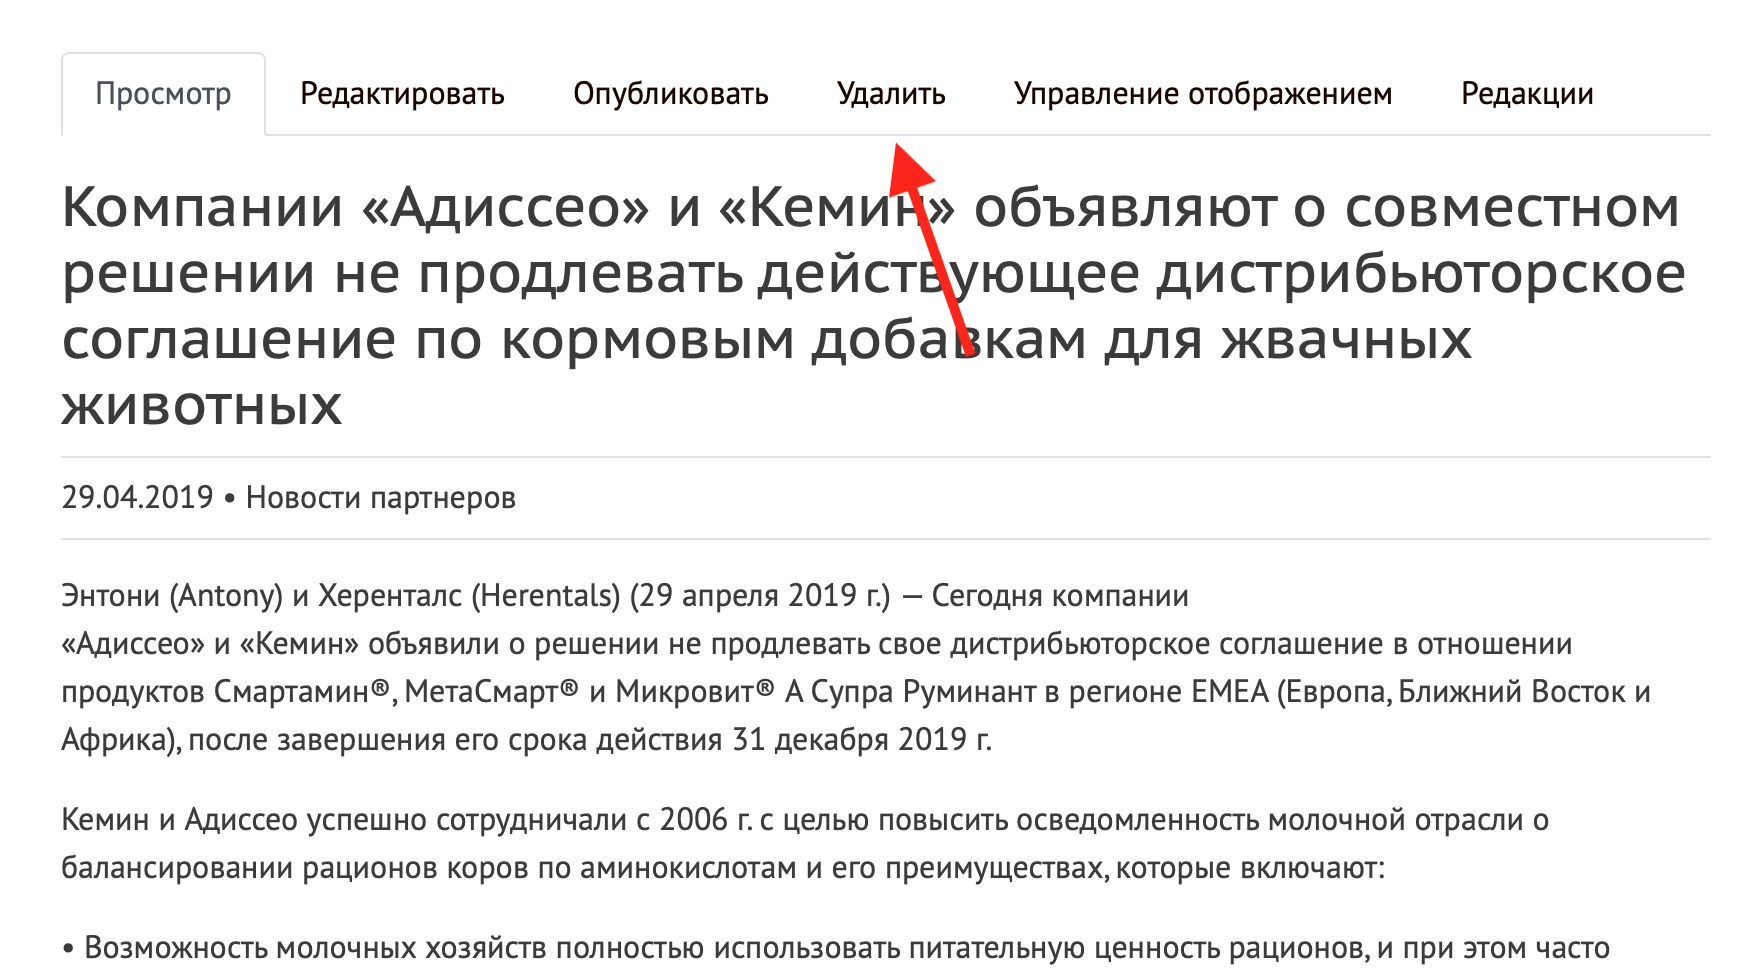 Просмотр Редактировать Опубликовать Удалить Управление отображением Редакции
Компании «Адиссео» и «Кемин» объявляют о совместном
решении не продлевать действующее дистрибьюторское
соглашение по кормовым добавкам для жвачных
животных
29.04.2019 • Новости партнеров
Энтони (Antony) и Херенталс (Herentals) (29 апреля 2019 г.) — Сегодня компании
«Адиссео» и «Кемин» объявили о решении не продлевать свое дистрибьюторское соглашение в отношении
продуктов Смартамин®, МетаСмарт® и Микровит® А Супра Руминант в регионе EMEA (Европа, Ближний Восток и
Африка), после завершения его срока действия 31 декабря 2019 г.
Кемин и Адиссео успешно сотрудничали с 2006 г. с целью повысить осведомленность молочной отрасли о
балансировании рационов коров по аминокислотам и его преимуществах, которые включают:
• Возможность молочных хозяйств полностью использовать питательную ценность рационов, и при этом часто